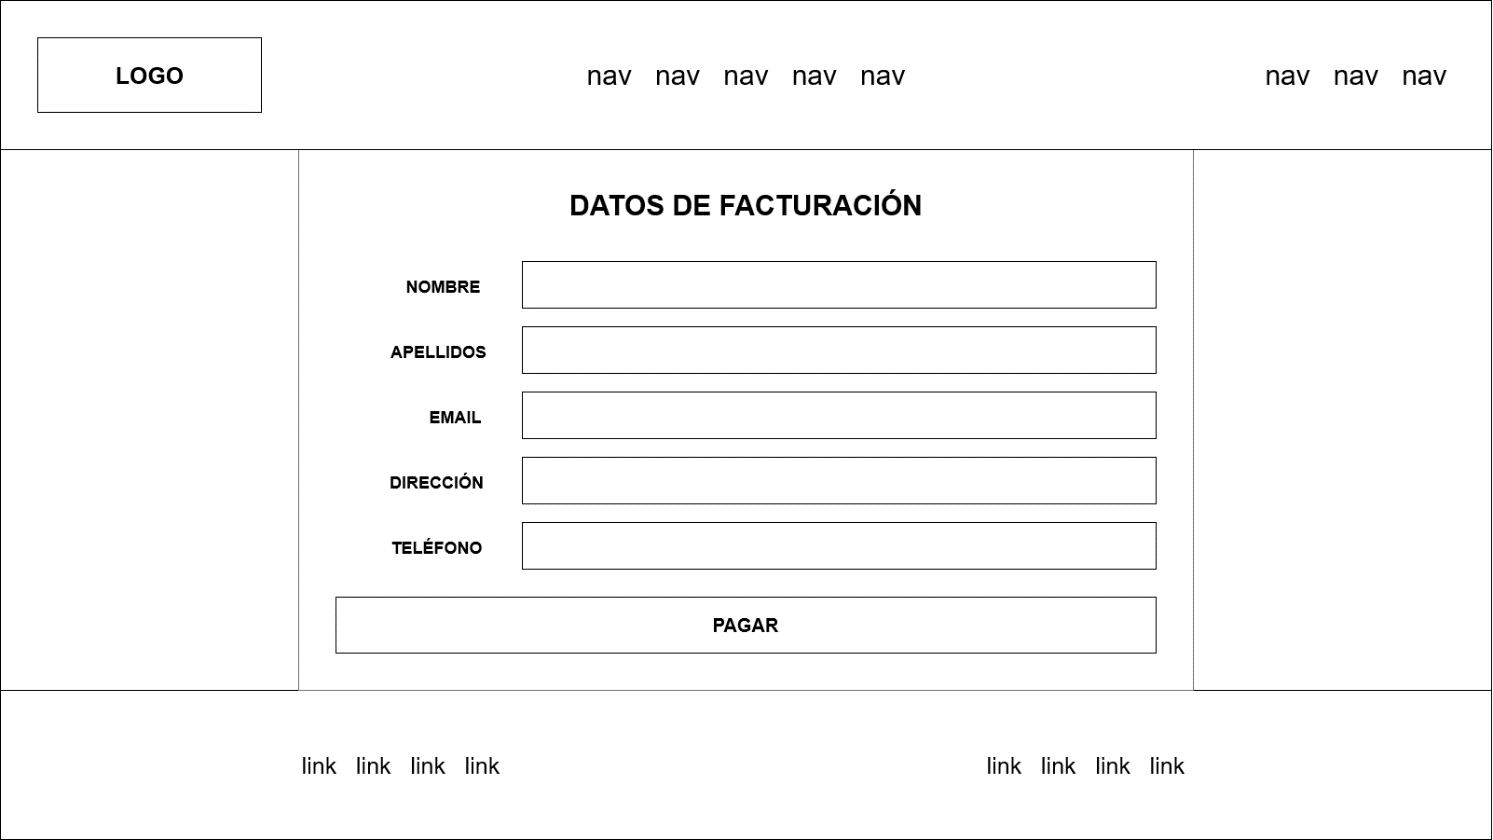 LOGO nav nav nav nav nav nav nav nav
DATOS DE FACTURACIÓN
NOMBRE
APELLIDOS
EMAIL
DIRECCIÓN
TELÉFONO
PAGAR
link link link link link link link link